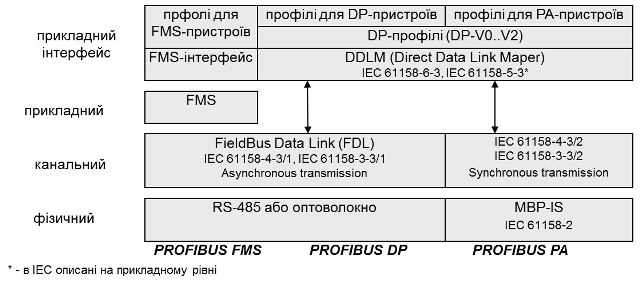 прфолі для
FMS-пристроїв
профілі для DP-пристроїв
профілі для PA-пристроїв
прикладний
інтерфейс
DP-профілі (DP-V0..V2)
FMS-інтерфейс
DDLM (Direct Data Link Maper)
IEC 61158-6-3, IEC 61158-5-3*
прикладний
FMS
канальний
FieldBus Data Link (FDL)
IEC 61158-4-3/1, IEC 61158-3-3/1
Asynchronous transmission
IEC 61158-4-3/2
IEC 61158-3-3/2
Synchronous transmission
фізичний
RS-485 або оптоволокно
MBP-IS
IEC 61158-2
PROFIBUS FMS
PROFIBUS DP
PROFIBUS PA
* - в IEC описані на прикладному рівні